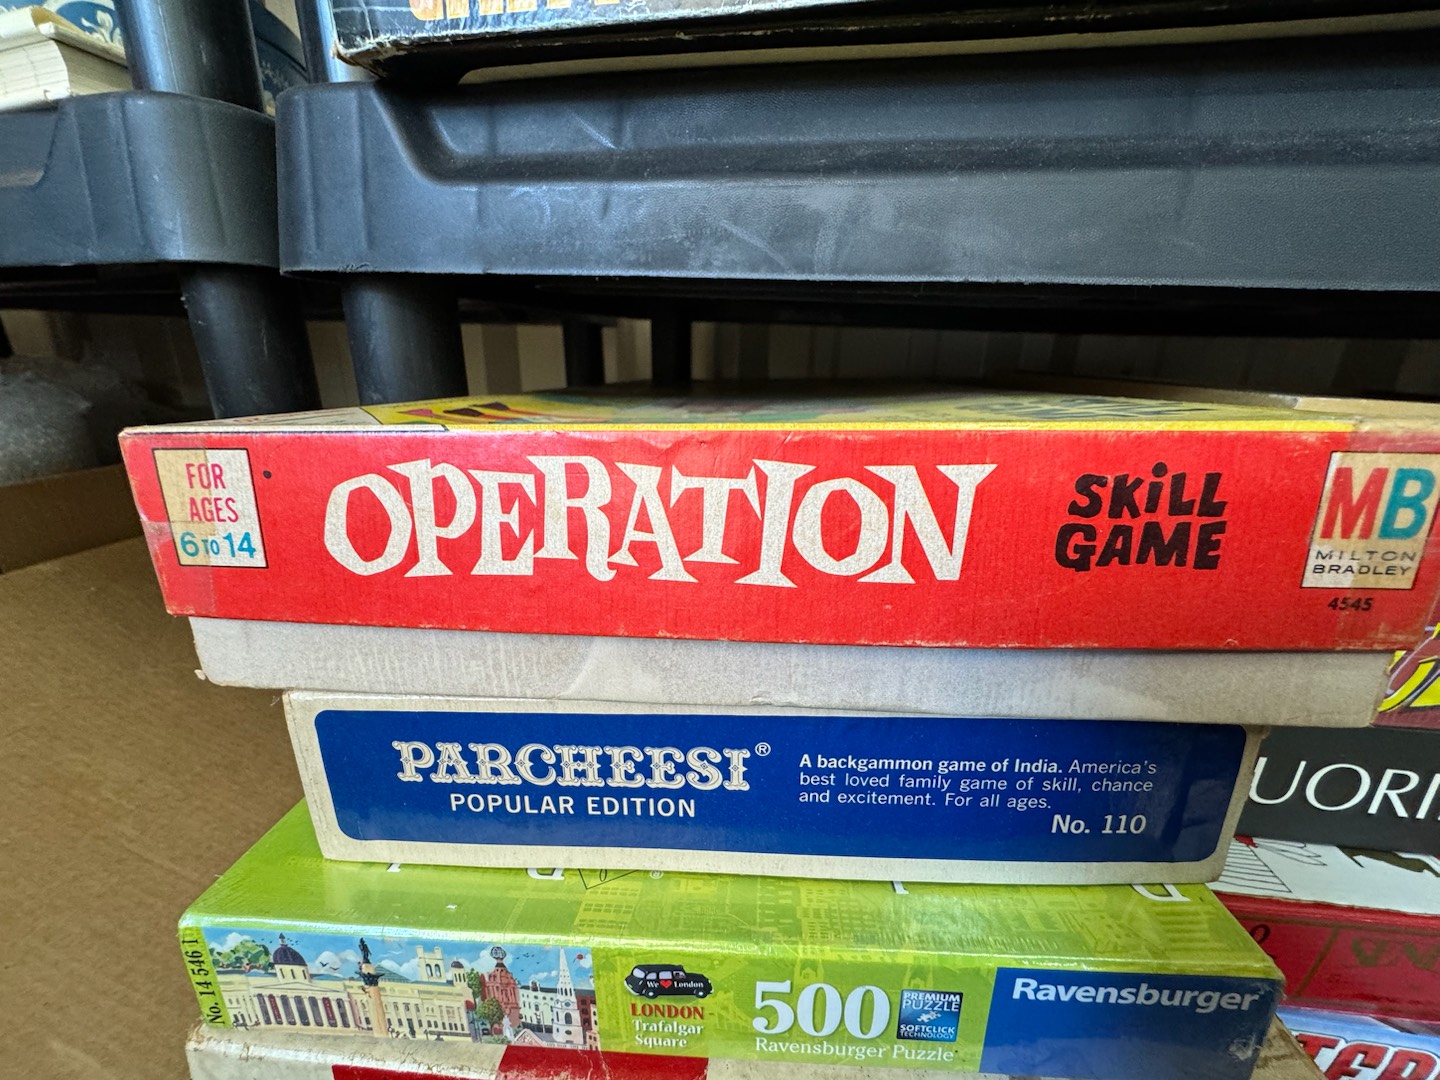 FOR
AGES
6 TO 14
OPERATION
SKiLL
GAME
MB
MILTON
BRADLEY
4545
PARCHEESI®
POPULAR EDITION
A backgammon game of India. America's
best loved family game of skill, chance
and excitement. For all ages.
No. 110
UORI
No. 14 546 1
We ♥ London
LONDON -
Trafalgar
Square
500
Ravensburger Puzzle
PREMIUM
PUZZLE
SOFTCLICK
TECHNOLOGY
Ravensburger